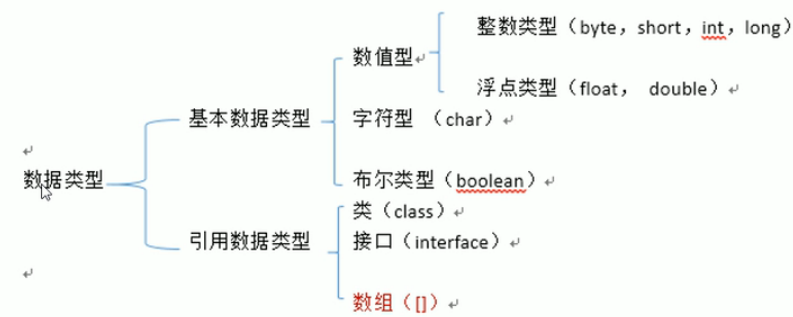 整数类型（byte，short，int，long）
数值型
浮点类型（float， double）
基本数据类型
字符型 （char）
数据类型
布尔类型（boolean）
类（class）
引用数据类型
接口（interface）
数组（[]）